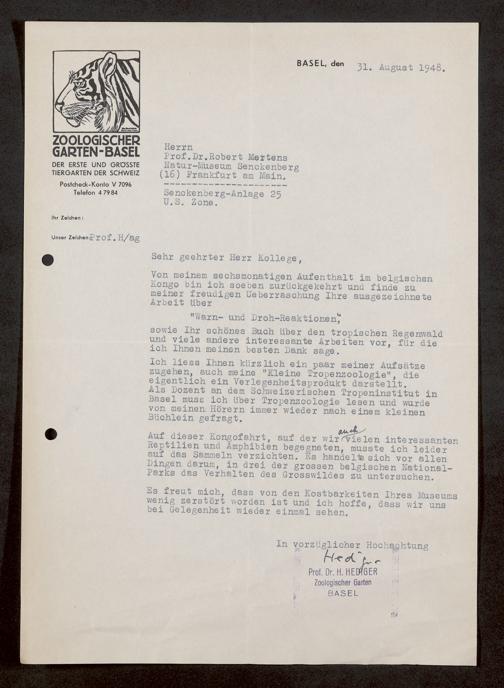 BASEL, den 31. August 1948.
ZOOLOGISCHER
GARTEN-BASEL
DER ERSTE UND GRÖSSTE
TIERGARTEN DER SCHWEIZ
Postcheck-Konto V 7096
Telefon 4 79 84
Ihr Zeichen:
Unser Zeichen: Prof. H/ag
Herrn
Prof.Dr.Robert Mertens
Natur-Museum Senckenberg
(16) Frankfurt am Main.
Senckenberg-Anlage 25
U.S. Zone.
Sehr geehrter Herr Kollege,
Von meinem sechsmonatigen Aufenthalt im belgischen
Kongo bin ich soeben zurückgekehrt und finde zu
meiner freudigen Ueberraschung Ihre ausgezeichnete
Arbeit über
"Warn- und Droh-Reaktionen",
sowie Ihr schönes Buch über den tropischen Regenwald
und viele andere interessante Arbeiten vor, für die
ich Ihnen meinen besten Dank sage.
Ich liess Ihnen kürzlich ein paar meiner Aufsätze
zugehen, auch meine "Kleine Tropenzoologie", die
eigentlich ein Verlegenheitsprodukt darstellt.
Als Dozent an dem Schweizerischen Tropeninstitut in
Basel muss ich über Tropenzoologie lesen und wurde
von meinen Hörern immer wieder nach einem kleinen
Büchlein gefragt.
Auf dieser Kongofahrt, auf der wir auch vielen interessanten
Reptilien und Amphibien begegneten, musste ich leider
auf das Sammeln verzichten. Es handelte sich vor allen
Dingen darum, in drei der grossen belgischen National-
Parks das Verhalten des Grosswildes zu untersuchen.
Es freut mich, dass von den Kostbarkeiten Ihres Museums
wenig zerstört worden ist und ich hoffe, dass wir uns
bei Gelegenheit wieder einmal sehen.
In vorzüglicher Hochachtung
Hediger
Prof. Dr. H. HEDIGER
Zoologischer Garten
BASEL